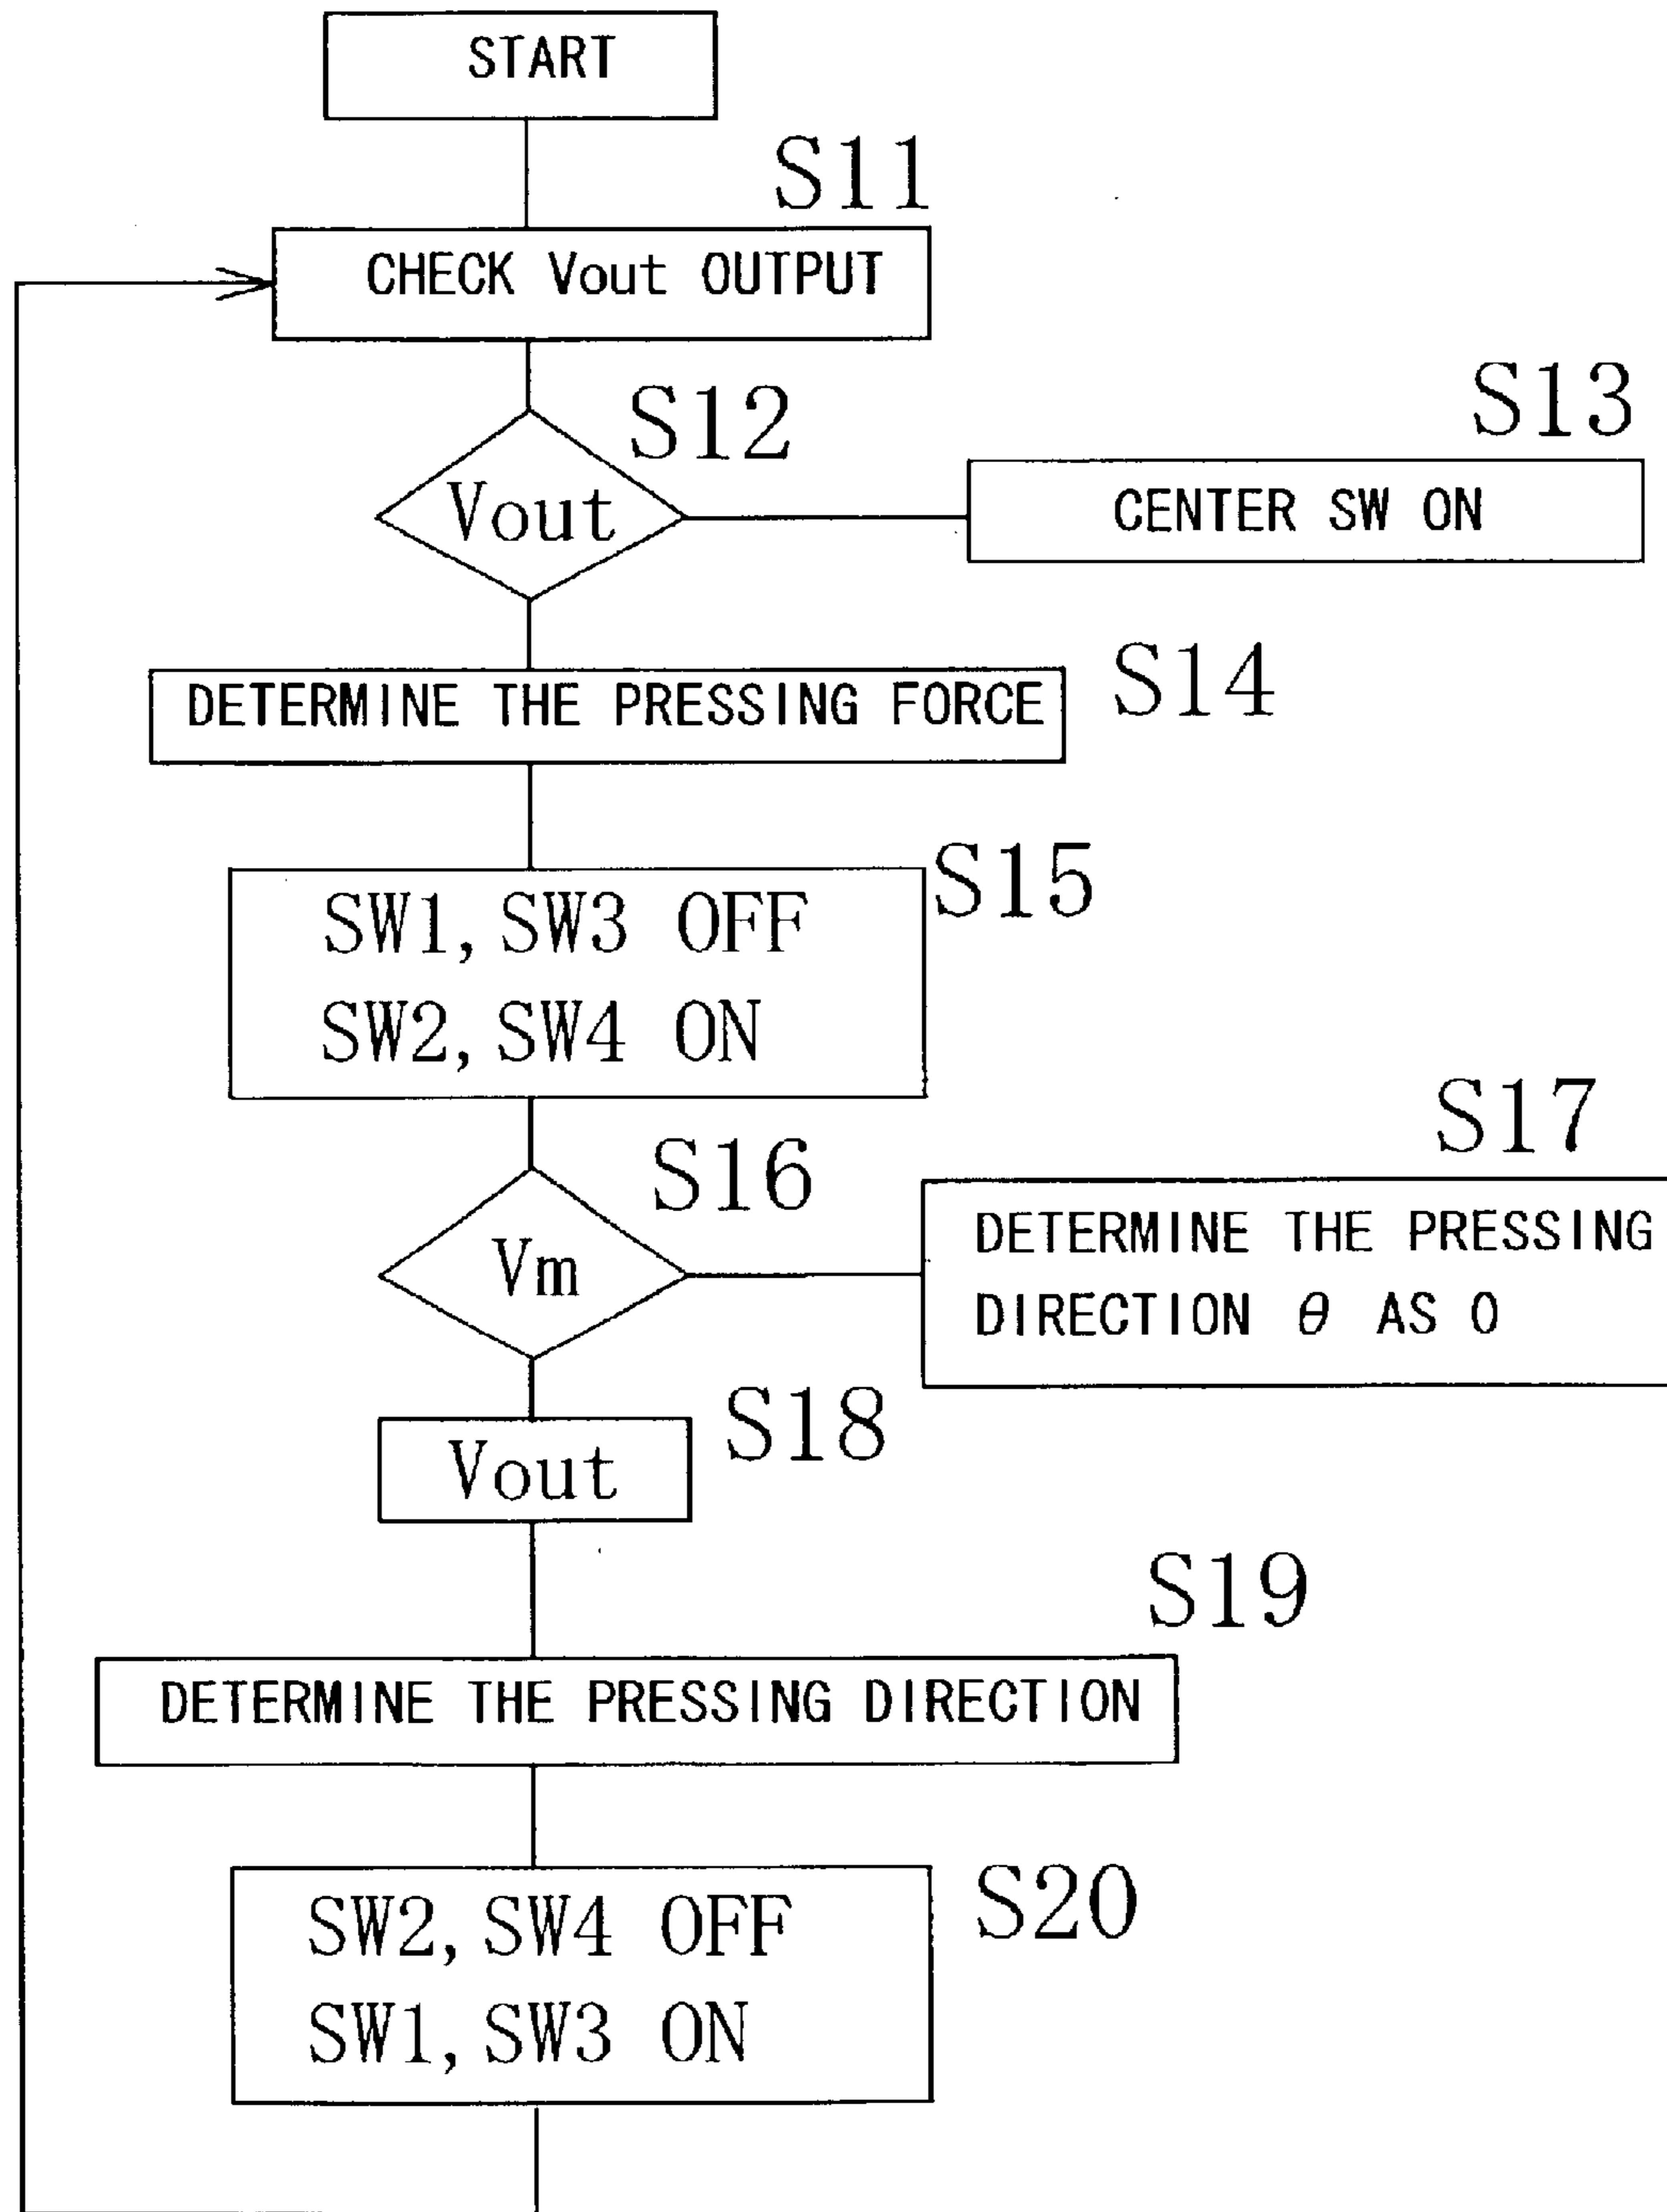 START
S11
CHECK Vout OUTPUT
S12
Vout
S13
CENTER SW ON
S14
DETERMINE THE PRESSING FORCE
S15
SW1, SW3 OFF
SW2, SW4 ON
S16
Vm
S17
DETERMINE THE PRESSING
DIRECTION θ AS 0
S18
Vout
S19
DETERMINE THE PRESSING DIRECTION
S20
SW2, SW4 OFF
SW1, SW3 ON